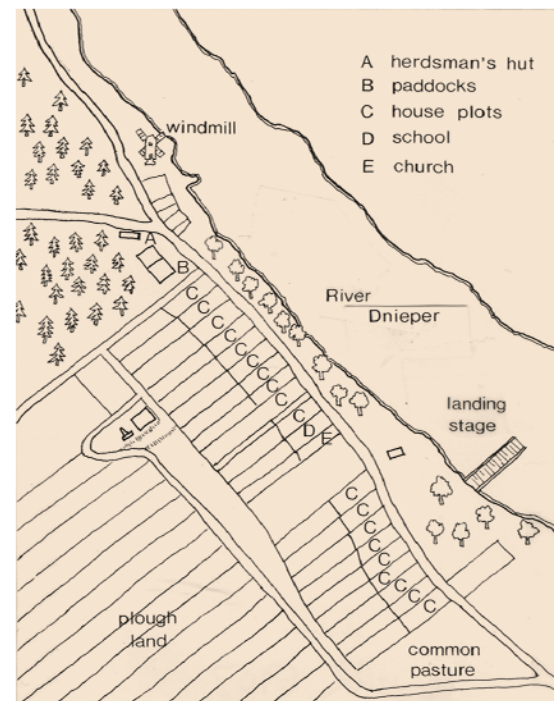 A herdsman's hut
B paddocks
C house plots
D school
E church
windmill
A
B
River
Dnieper
C
C
C
C
C
C
C
C
C
C
D
E
landing
stage
C
C
C
C
C
C
C
C
C
C
plough
land
common
pasture